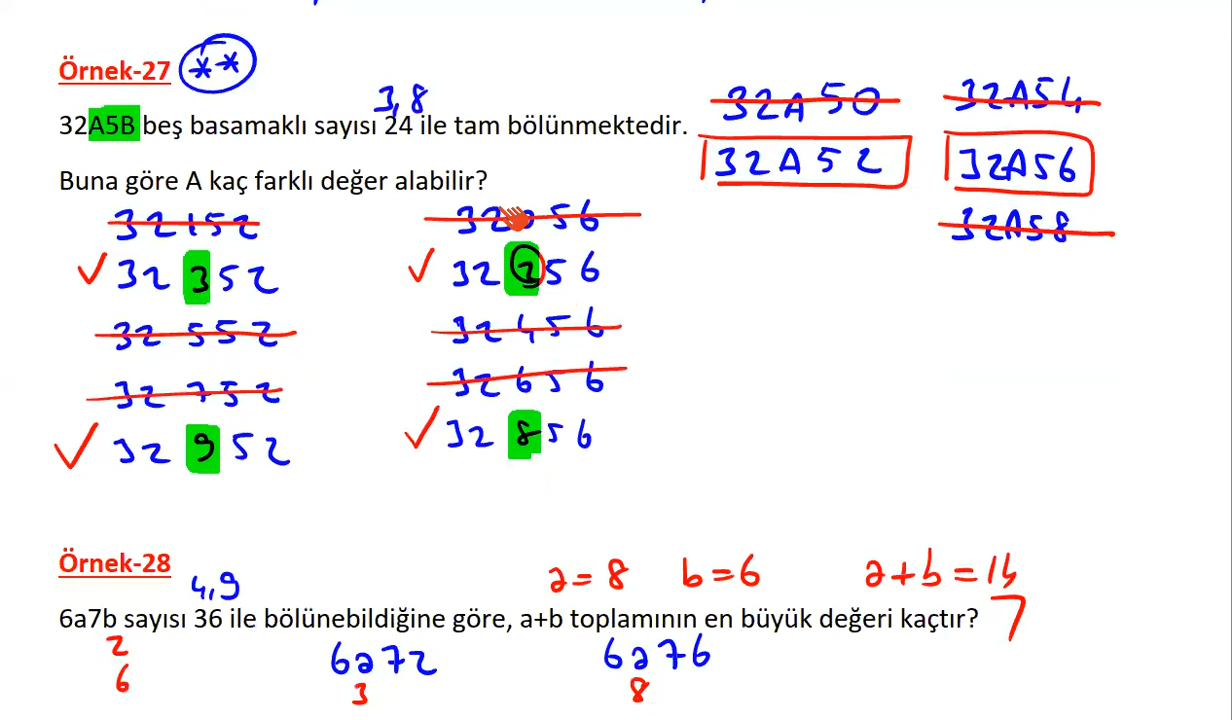 Örnek-27 **
3,8
32A5B beş basamaklı sayısı 24 ile tam bölünmektedir.
Buna göre A kaç farklı değer alabilir?
32A50 32A54
32A52 32A56
32A58
32152 32056
32352 32256
32552 32456
32752 32656
32952 32856
Örnek-28
4,9
a=8 b=6 a+b=14
6a7b sayısı 36 ile bölünebildiğine göre, a+b toplamının en büyük değeri kaçtır?
2
6
6a72 6a76
3 8